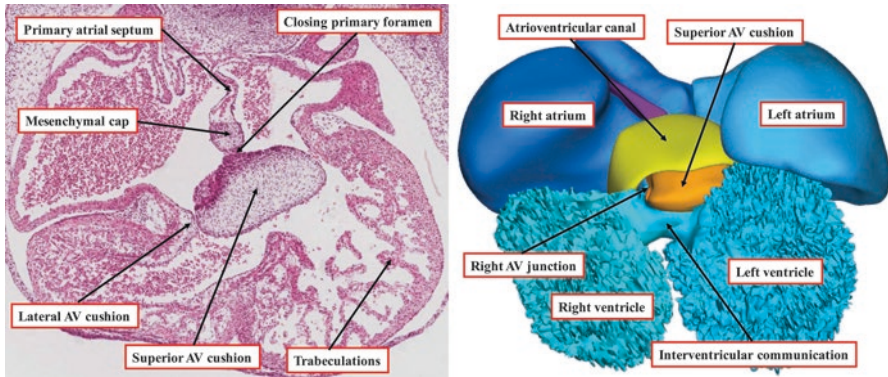 Closing primary foramen
Primary atrial septum
Mesenchymal cap
Lateral AV cushion
Superior AV cushion
Trabeculations
Atrioventricular canal
Superior AV cushion
Right atrium
Left atrium
Right AV junction
Left ventricle
Right ventricle
Interventricular communication